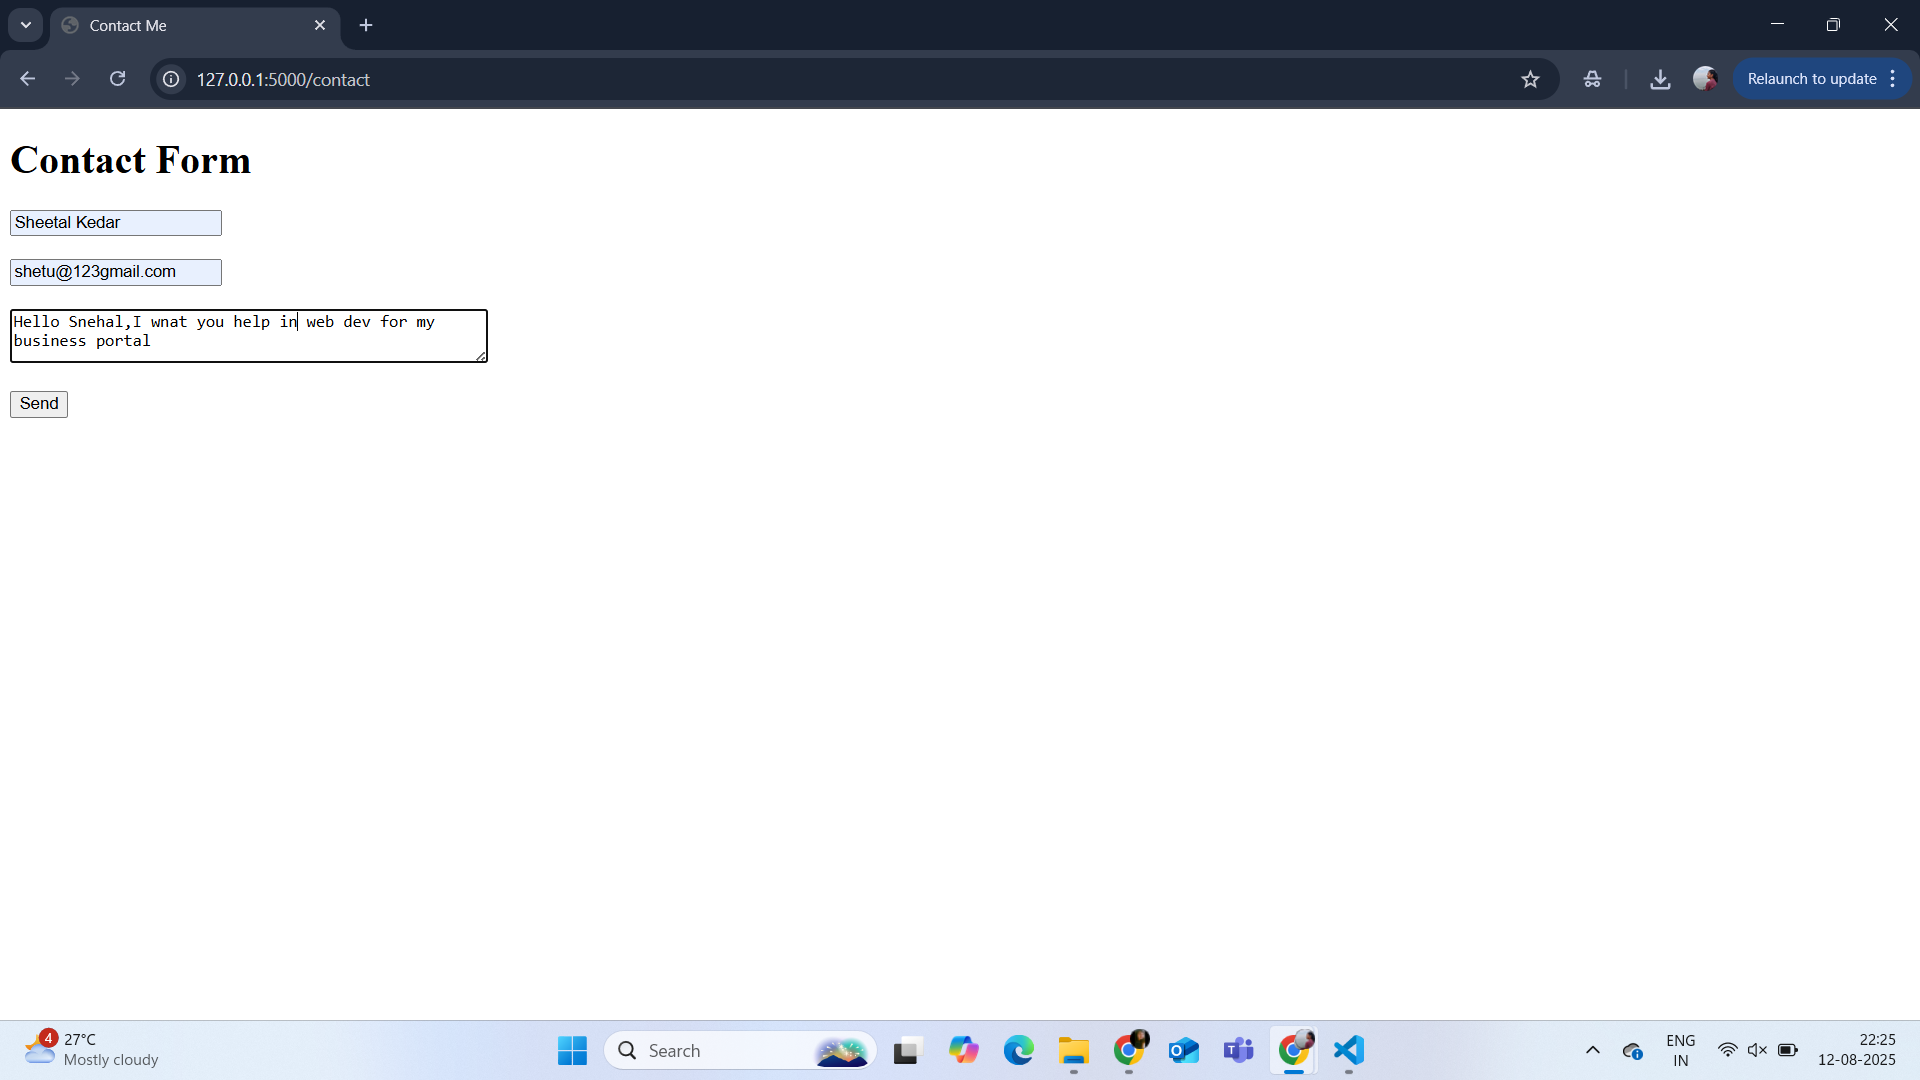 Contact Me
127.0.0.1:5000/contact
Relaunch to update
Contact Form
Sheetal Kedar
shetu@123gmail.com
Hello Snehal,I wnat you help in web dev for my
business portal
Send
4
27°C
Mostly cloudy
Search
ENG
IN
22:25
12-08-2025